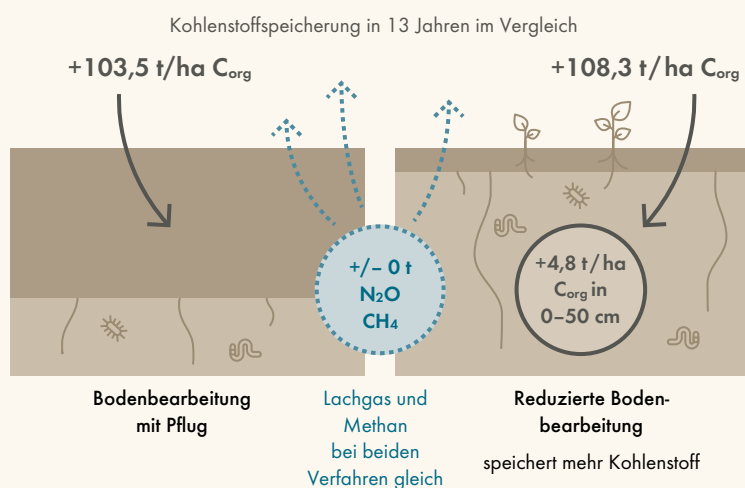 Kohlenstoffspeicherung in 13 Jahren im Vergleich
+103,5 t/ha Corg
+108,3 t/ha Corg
+/– 0 t
N₂O
CH₄
+4,8 t/ha
Corg in
0–50 cm
Bodenbearbeitung
mit Pflug
Lachgas und
Methan
bei beiden
Verfahren gleich
Reduzierte Boden-
bearbeitung
speichert mehr Kohlenstoff